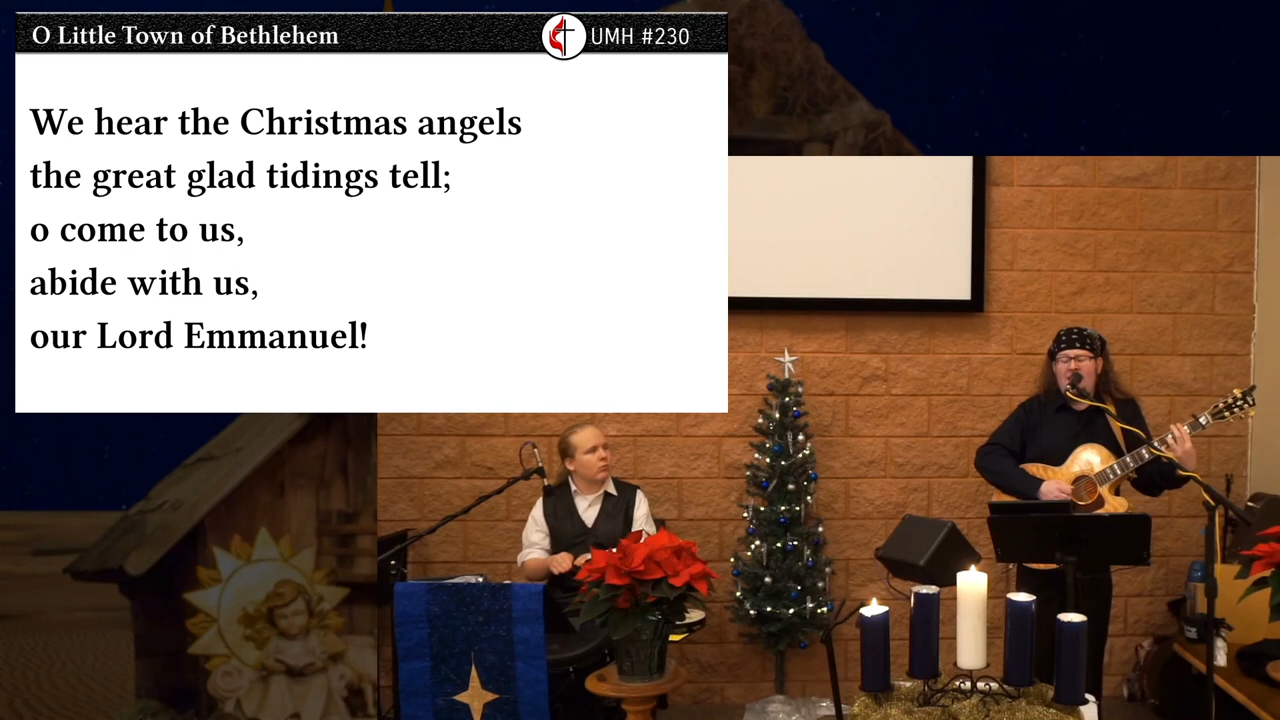 O Little Town of Bethlehem
UMH #230
We hear the Christmas angels
the great glad tidings tell;
o come to us,
abide with us,
our Lord Emmanuel!